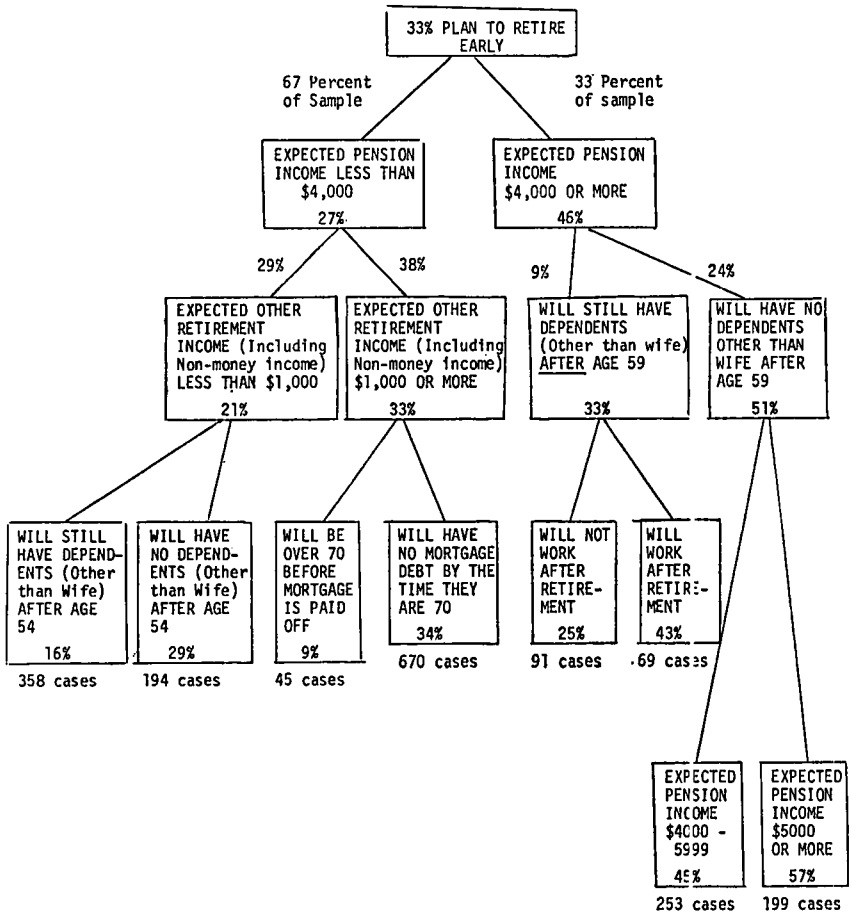 33% PLAN TO RETIRE
EARLY
67 Percent
of Sample
33 Percent
of sample
EXPECTED PENSION
INCOME LESS THAN
$4,000
27%
EXPECTED PENSION
INCOME
$4,000 OR MORE
46%
29%
38%
9%
24%
EXPECTED OTHER
RETIREMENT
INCOME (Including
Non-money income)
LESS THAN $1,000
21%
EXPECTED OTHER
RETIREMENT
INCOME (Including
Non-money income)
$1,000 OR MORE
33%
WILL STILL HAVE
DEPENDENTS
(Other than wife)
AFTER AGE 59
33%
WILL HAVE NO
DEPENDENTS
OTHER THAN
WIFE AFTER
AGE 59
51%
WILL STILL
HAVE DEPEND-
ENTS (Other
than Wife)
AFTER AGE
54
16%
358 cases
WILL HAVE
NO DEPEND-
ENTS (Other
than Wife)
AFTER AGE
54
29%
194 cases
WILL BE
OVER 70
BEFORE
MORTGAGE
IS PAID
OFF
9%
45 cases
WILL HAVE
NO MORTGAGE
DEBT BY THE
TIME THEY
ARE 70
34%
670 cases
WILL NOT
WORK
AFTER
RETIRE-
MENT
25%
91 cases
WILL
WORK
AFTER
RETIRE-
MENT
43%
69 cases
EXPECTED
PENSION
INCOME
$4000 -
5999
45%
253 cases
EXPECTED
PENSION
INCOME
$5000
OR MORE
57%
199 cases